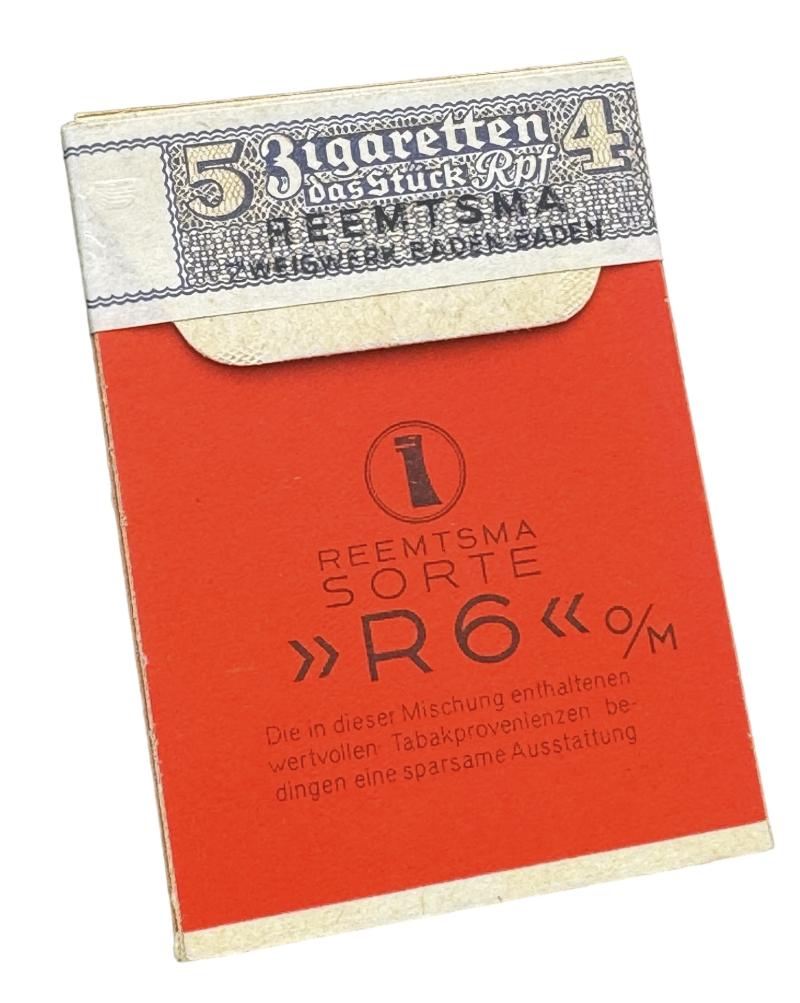 5 Zigaretten 4
das Stück Rpf
REEMTSMA
ZWEIGWERK BADEN-BADEN
REEMTSMA
SORTE
»R6« O/M
Die in dieser Mischung enthaltenen
wertvollen Tabakprovenienzen be-
dingen eine sparsame Ausstattung